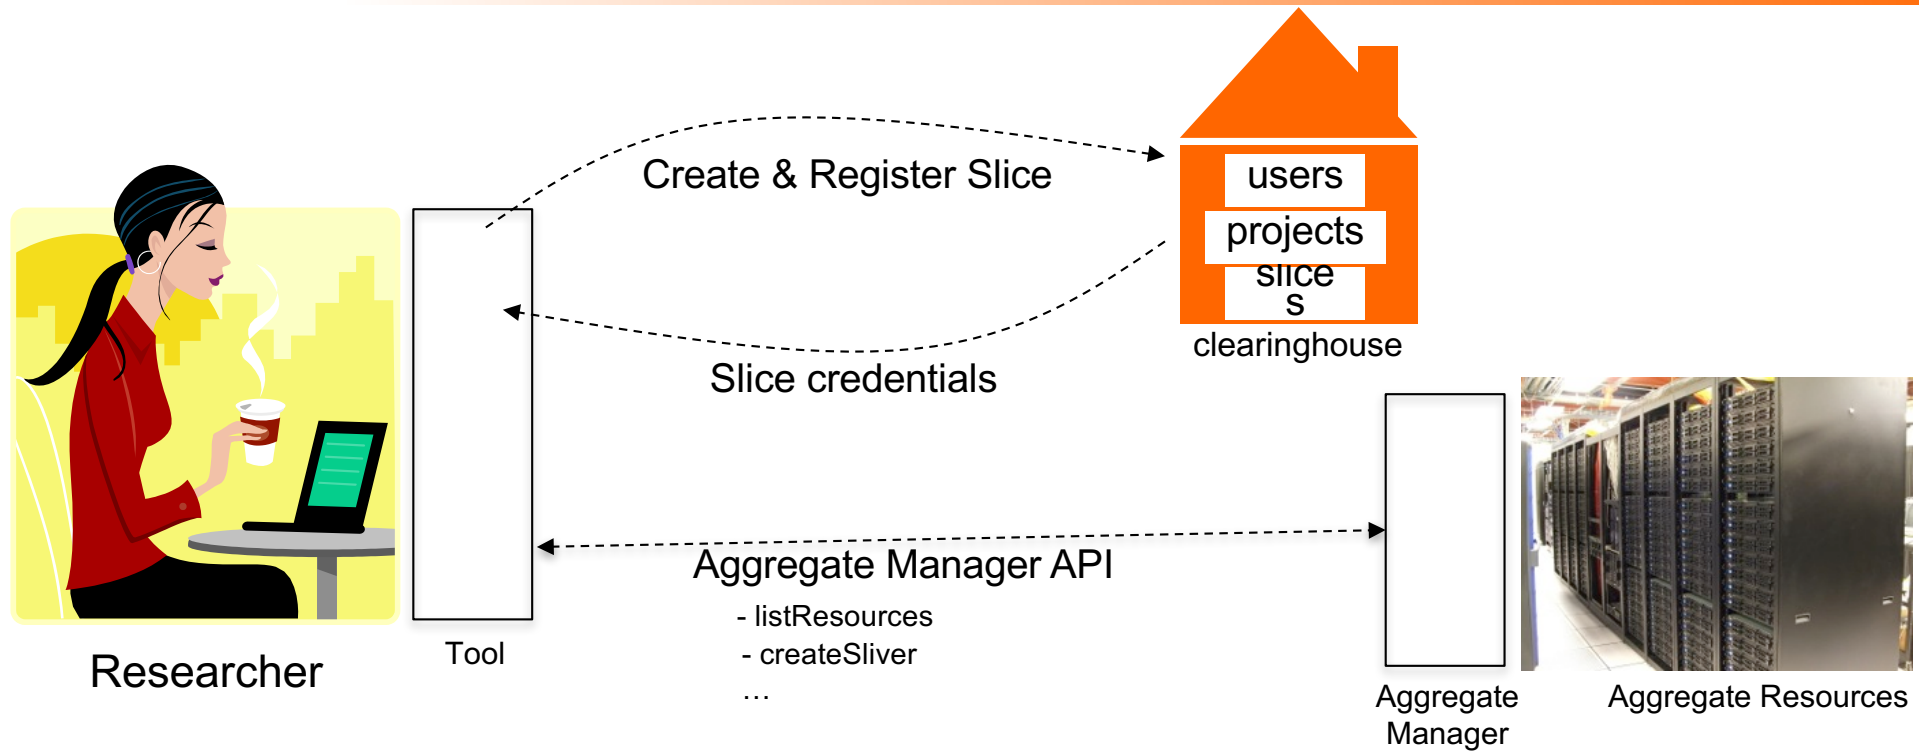 Create & Register Slice
users
projects
slice
s
clearinghouse
Slice credentials
Aggregate Manager API
- listResources
- createSliver
...
Tool
Researcher
Aggregate
Manager
Aggregate Resources